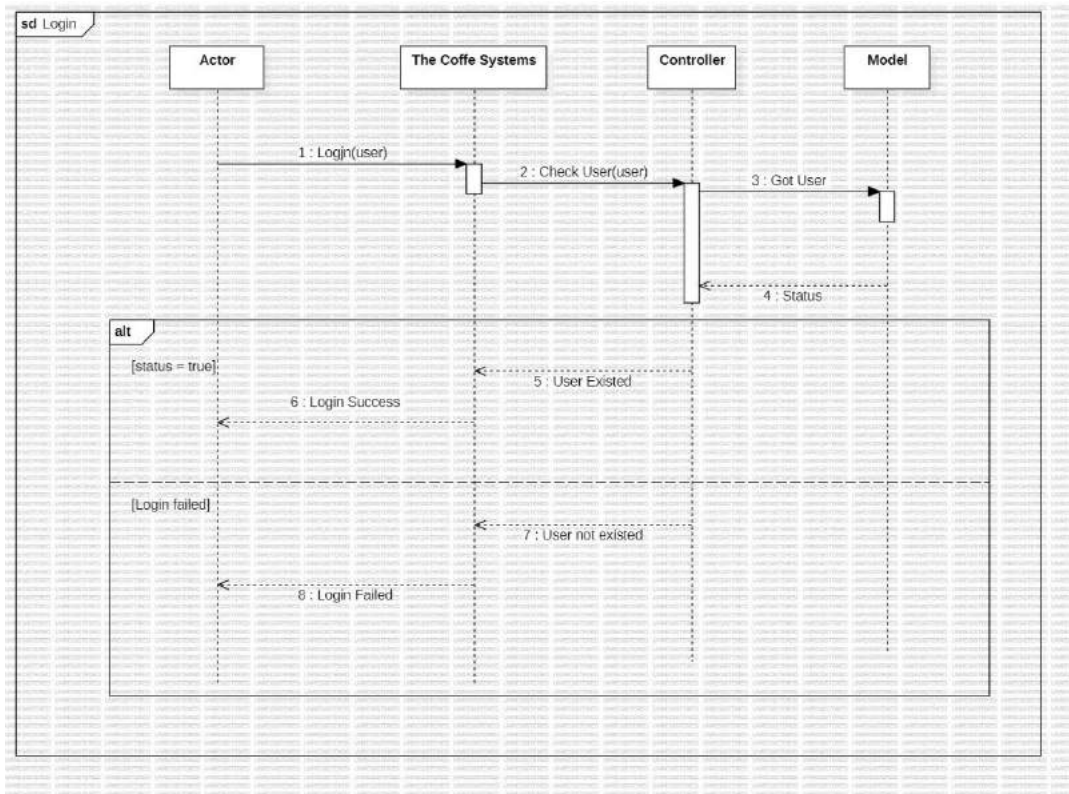 sd Login
Actor
The Coffe Systems
Controller
Model
1 : Logjn(user)
2 : Check User(user)
3 : Got User
4 : Status
alt
[status = true]
5 : User Existed
6 : Login Success
[Login failed]
7 : User not existed
8 : Login Failed